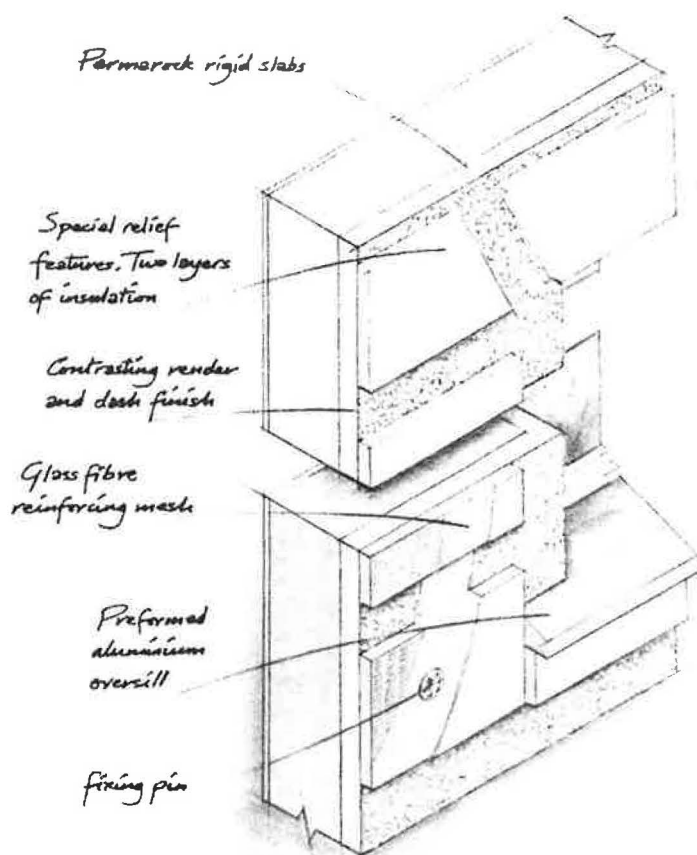 Permarock rigid slabs
Special relief
features. Two layers
of insulation
Contrasting render
and dash finish
Glass fibre
reinforcing mesh
Preformed
aluminium
oversill
fixing pin